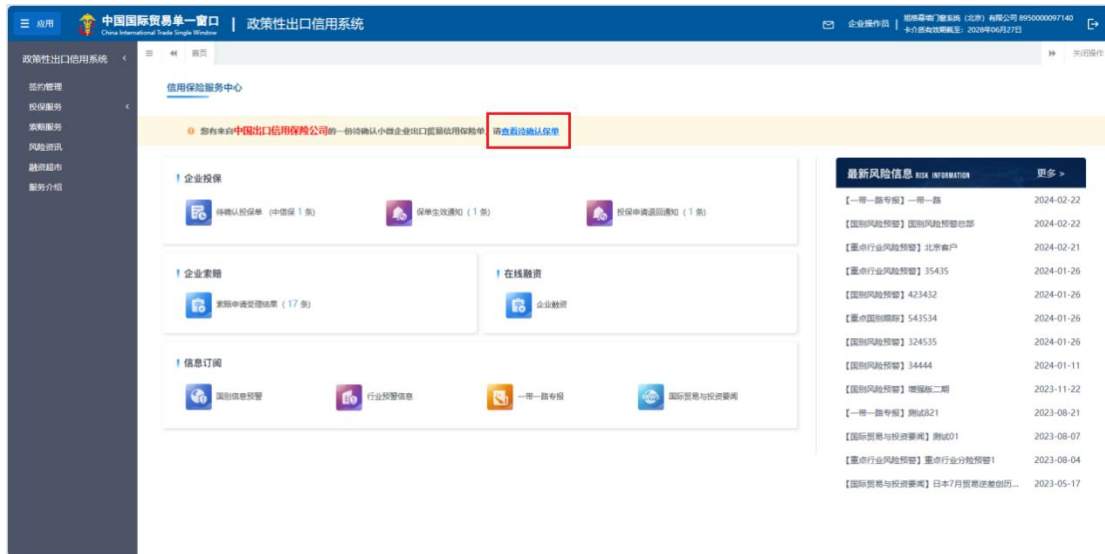 应用
中国国际贸易单一窗口 | 政策性出口信用系统
China International Trade Single Window
企业操作员
(北京) 有限公司 8950000097140
卡介质有效期截至: 2028年06月27日
政策性出口信用系统
首页
关闭操作
签约管理
投保服务
索赔服务
风险资讯
融资超市
服务介绍
信用保险服务中心
您有来自中国出口信用保险公司的一份待确认小微企业出口贸易信用保险单, 请查看待确认保单
企业投保
待确认投保单 (中信保 1 条)
保单生效通知 (1 条)
投保申请退回通知 (1 条)
企业索赔
索赔申请受理结果 (17 条)
在线融资
企业融资
信息订阅
国别信息预警
行业预警信息
一带一路专报
国际贸易与投资要闻
最新风险信息 RISK INFORMATION 更多 >
【一带一路专报】一带一路 2024-02-22
【国别风险预警】国别风险预警总部 2024-02-22
【重点行业风险预警】北京客户 2024-02-21
【重点行业风险预警】35435 2024-01-26
【国别风险预警】423432 2024-01-26
【重点国别跟踪】543534 2024-01-26
【国别风险预警】324535 2024-01-26
【国别风险预警】34444 2024-01-11
【国别风险预警】增强版二期 2023-11-22
【一带一路专报】测试821 2023-08-21
【国际贸易与投资要闻】测试01 2023-08-07
【重点行业风险预警】重点行业分险预警1 2023-08-04
【国际贸易与投资要闻】日本7月贸易逆差创历... 2023-05-17